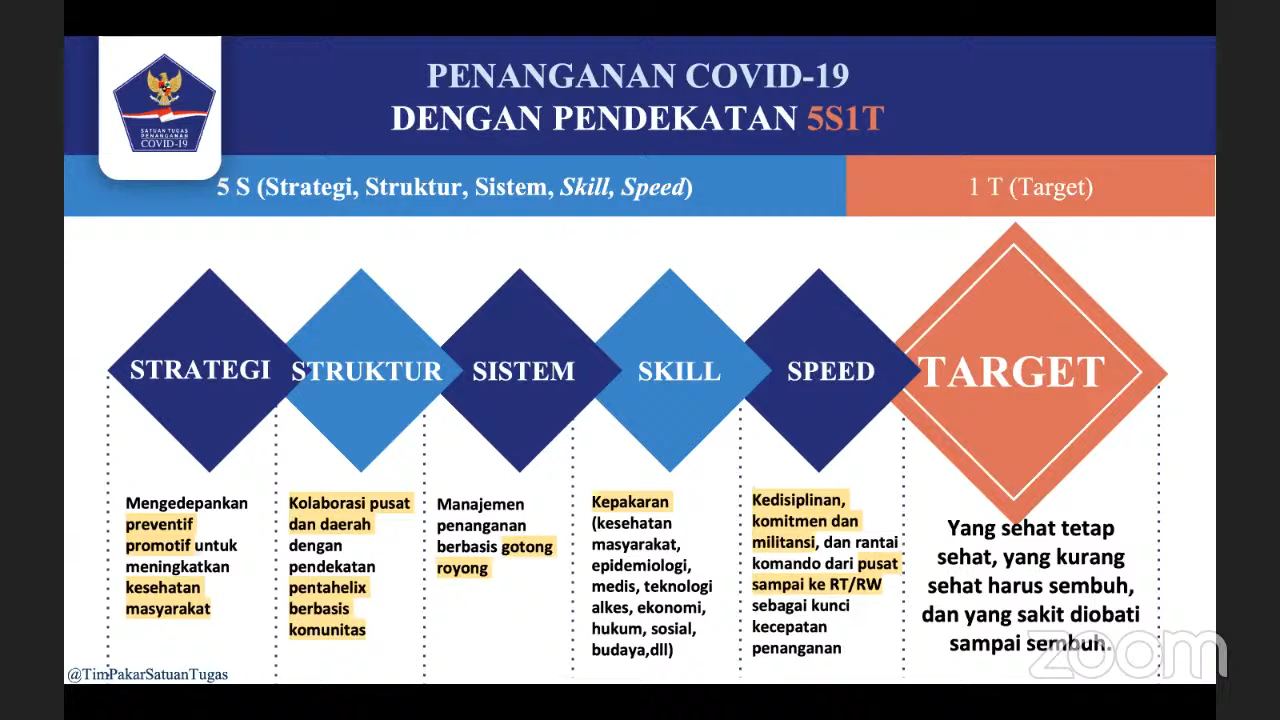 PENANGANAN COVID-19
DENGAN PENDEKATAN 5S1T
SATUAN TUGAS
PENANGANAN
COVID-19
5 S (Strategi, Struktur, Sistem, Skill, Speed)
1 T (Target)
STRATEGI
STRUKTUR
SISTEM
SKILL
SPEED
TARGET
Mengedepankan
preventif
promotif untuk
meningkatkan
kesehatan
masyarakat
Kolaborasi pusat
dan daerah
dengan
pendekatan
pentahelix
berbasis
komunitas
Manajemen
penanganan
berbasis gotong
royong
Kepakaran
(kesehatan
masyarakat,
epidemiologi,
medis, teknologi
alkes, ekonomi,
hukum, sosial,
budaya,dll)
Kedisiplinan,
komitmen dan
militansi, dan rantai
komando dari pusat
sampai ke RT/RW
sebagai kunci
kecepatan
penanganan
Yang sehat tetap
sehat, yang kurang
sehat harus sembuh,
dan yang sakit diobati
sampai sembuh.
zoom
@TimPakarSatuanTugas